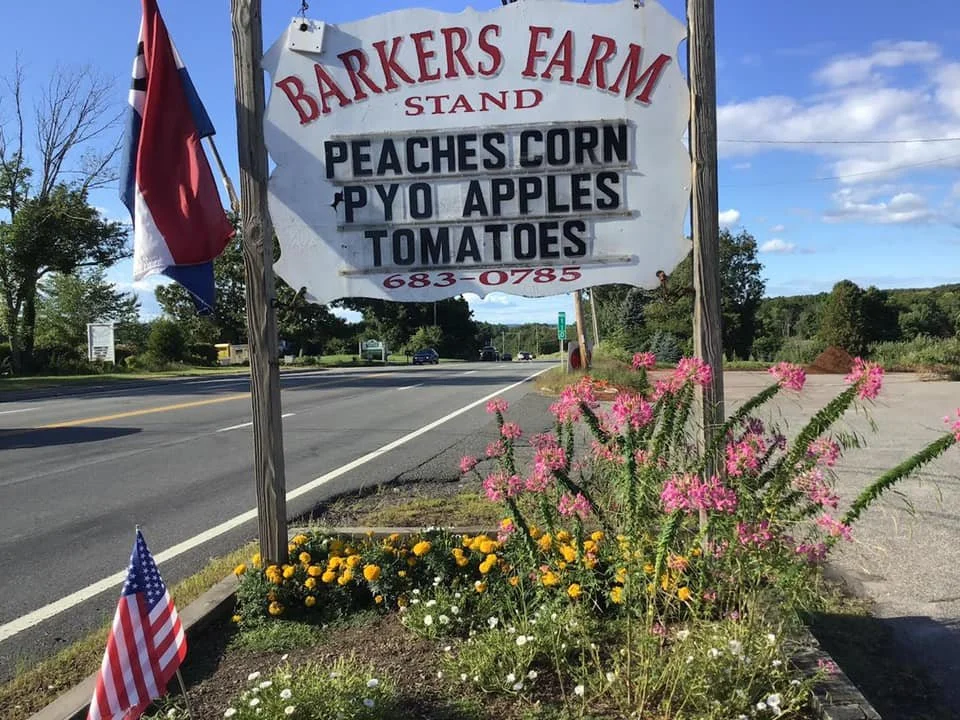 BARKERS FARM
STAND
PEACHES CORN
PYO APPLES
TOMATOES
683-0785